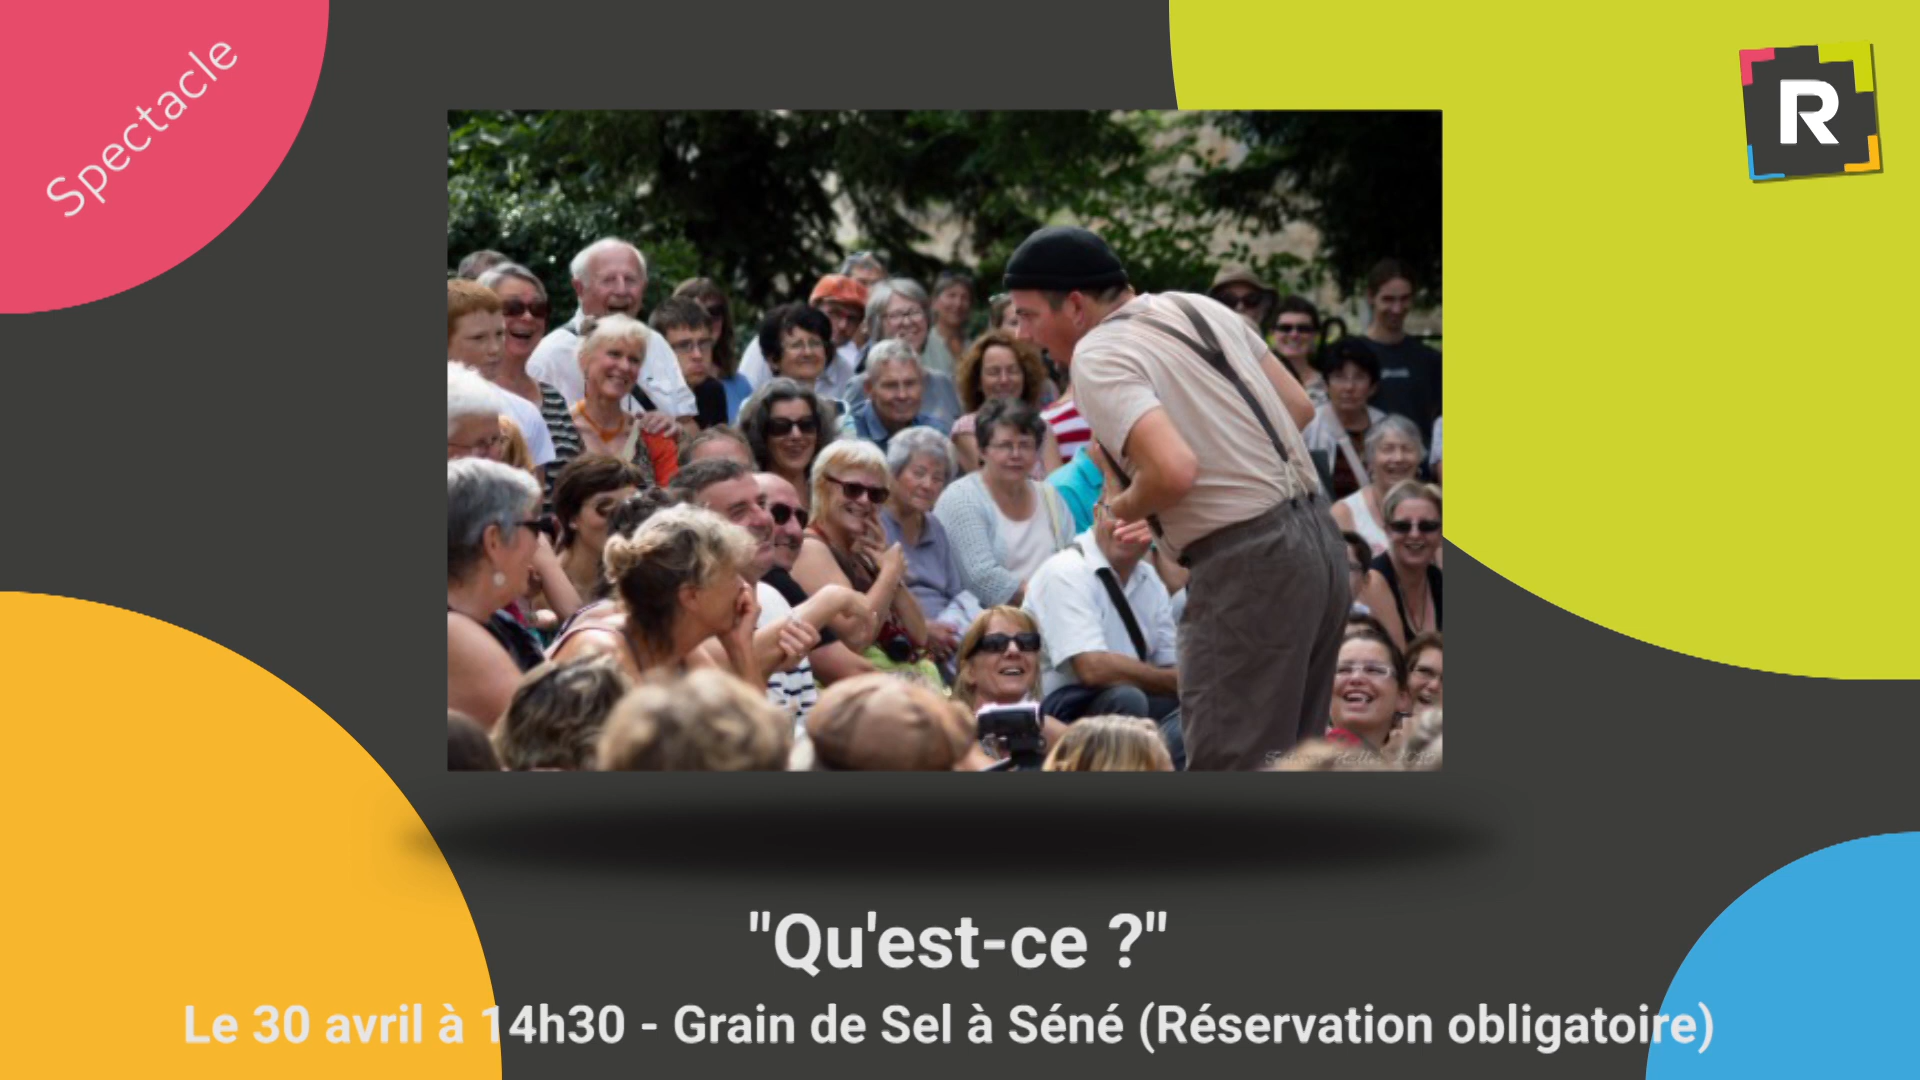 Spectacle
R
"Qu'est-ce ?"
Le 30 avril à 14h30 - Grain de Sel à Séné (Réservation obligatoire)